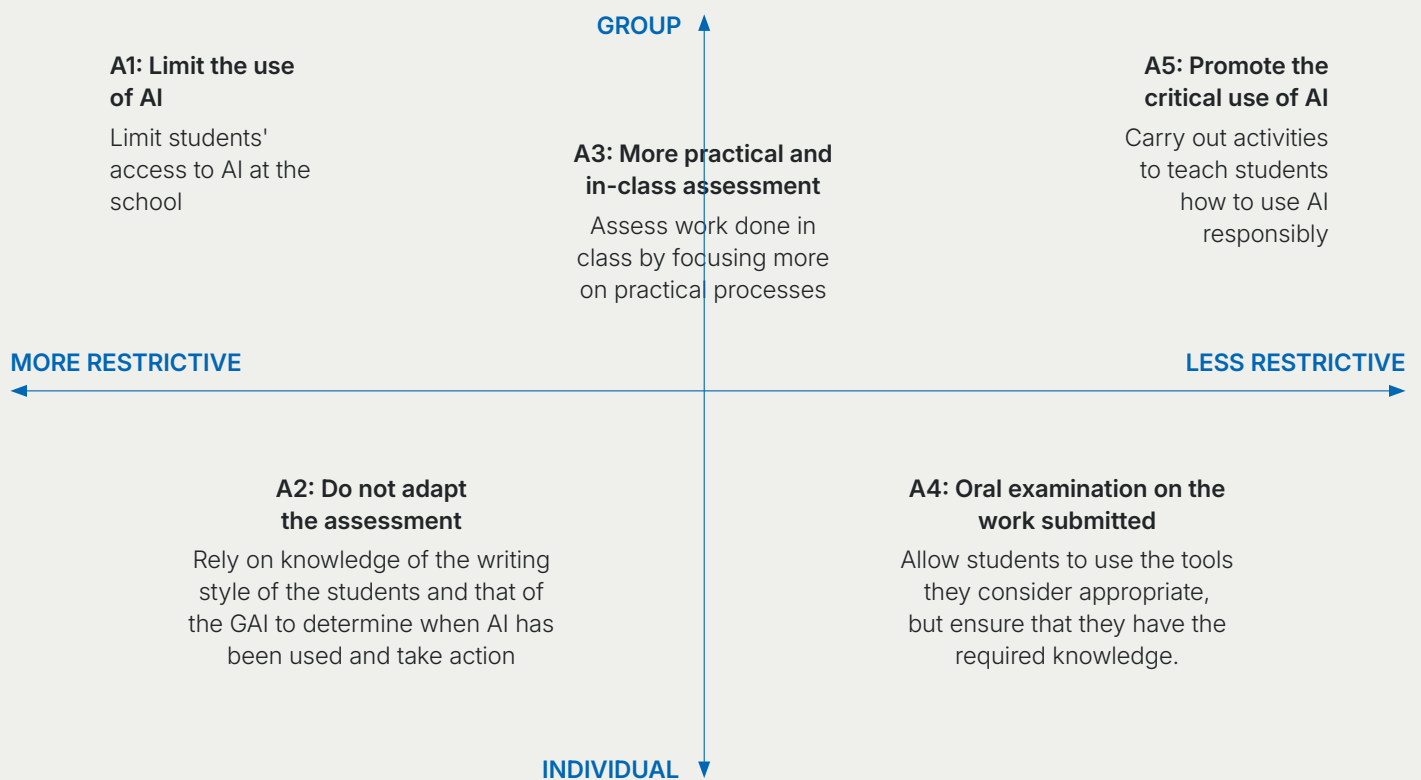 GROUP
A1: Limit the use
of AI
Limit students'
access to AI at the
school
A3: More practical and
in-class assessment
Assess work done in
class by focusing more
on practical processes
A5: Promote the
critical use of AI
Carry out activities
to teach students
how to use AI
responsibly
MORE RESTRICTIVE
LESS RESTRICTIVE
A2: Do not adapt
the assessment
Rely on knowledge of the writing
style of the students and that of
the GAI to determine when AI has
been used and take action
A4: Oral examination on the
work submitted
Allow students to use the tools
they consider appropriate,
but ensure that they have the
required knowledge.
INDIVIDUAL